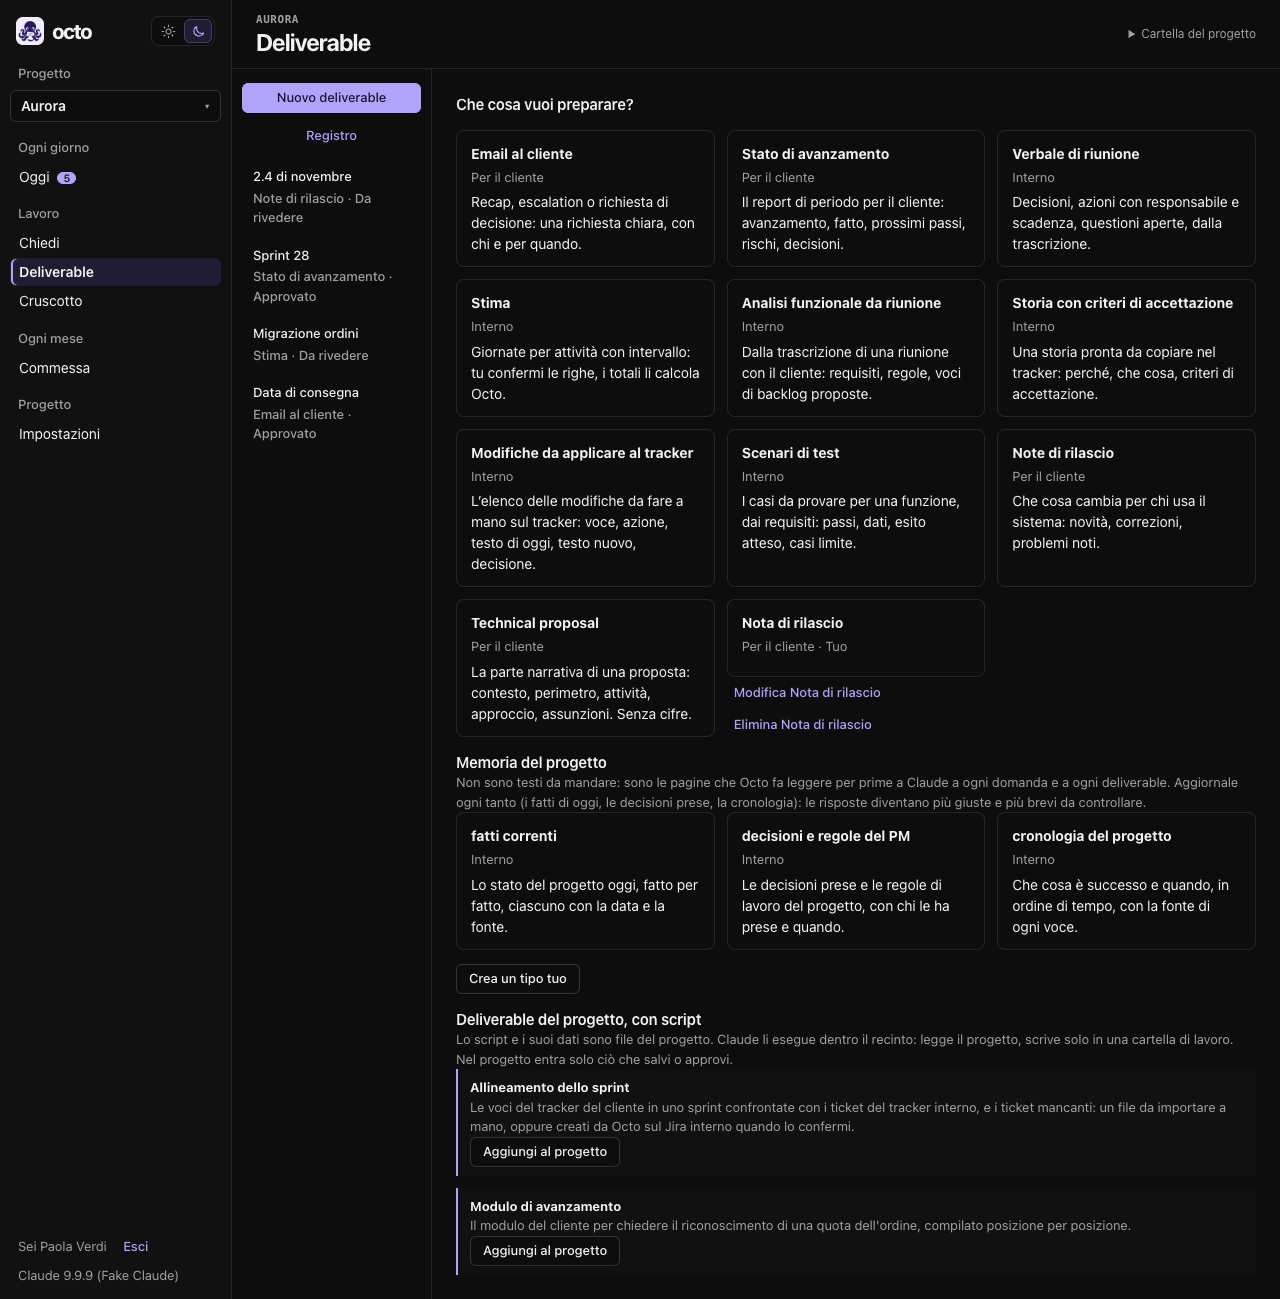 octo
Progetto
Aurora
Ogni giorno
Oggi 5
Lavoro
Chiedi
Deliverable
Cruscotto
Ogni mese
Commessa
Progetto
Impostazioni
Sei Paola Verdi Esci
Claude 9.9.9 (Fake Claude)
AURORA
Deliverable
Cartella del progetto
Nuovo deliverable
Registro
2.4 di novembre
Note di rilascio · Da
rivedere
Sprint 28
Stato di avanzamento ·
Approvato
Migrazione ordini
Stima · Da rivedere
Data di consegna
Email al cliente ·
Approvato
Che cosa vuoi preparare?
Email al cliente
Per il cliente
Recap, escalation o richiesta di
decisione: una richiesta chiara, con
chi e per quando.
Stato di avanzamento
Per il cliente
Il report di periodo per il cliente:
avanzamento, fatto, prossimi passi,
rischi, decisioni.
Verbale di riunione
Interno
Decisioni, azioni con responsabile e
scadenza, questioni aperte, dalla
trascrizione.
Stima
Interno
Giornate per attività con intervallo:
tu confermi le righe, i totali li calcola
Octo.
Analisi funzionale da riunione
Interno
Dalla trascrizione di una riunione
con il cliente: requisiti, regole, voci
di backlog proposte.
Storia con criteri di accettazione
Interno
Una storia pronta da copiare nel
tracker: perché, che cosa, criteri di
accettazione.
Modifiche da applicare al tracker
Interno
L'elenco delle modifiche da fare a
mano sul tracker: voce, azione,
testo di oggi, testo nuovo,
decisione.
Scenari di test
Interno
I casi da provare per una funzione,
dai requisiti: passi, dati, esito
atteso, casi limite.
Note di rilascio
Per il cliente
Che cosa cambia per chi usa il
sistema: novità, correzioni,
problemi noti.
Technical proposal
Per il cliente
La parte narrativa di una proposta:
contesto, perimetro, attività,
approccio, assunzioni. Senza cifre.
Nota di rilascio
Per il cliente · Tuo
Modifica Nota di rilascio
Elimina Nota di rilascio
Memoria del progetto
Non sono testi da mandare: sono le pagine che Octo fa leggere per prime a Claude a ogni domanda e a ogni deliverable. Aggiornale
ogni tanto (i fatti di oggi, le decisioni prese, la cronologia): le risposte diventano più giuste e più brevi da controllare.
fatti correnti
Interno
Lo stato del progetto oggi, fatto per
fatto, ciascuno con la data e la
fonte.
decisioni e regole del PM
Interno
Le decisioni prese e le regole di
lavoro del progetto, con chi le ha
prese e quando.
cronologia del progetto
Interno
Che cosa è successo e quando, in
ordine di tempo, con la fonte di
ogni voce.
Crea un tipo tuo
Deliverable del progetto, con script
Lo script e i suoi dati sono file del progetto. Claude li esegue dentro il recinto: legge il progetto, scrive solo in una cartella di lavoro.
Nel progetto entra solo ciò che salvi o approvi.
Allineamento dello sprint
Le voci del tracker del cliente in uno sprint confrontate con i ticket del tracker interno, e i ticket mancanti: un file da importare a
mano, oppure creati da Octo sul Jira interno quando lo confermi.
Aggiungi al progetto
Modulo di avanzamento
Il modulo del cliente per chiedere il riconoscimento di una quota dell'ordine, compilato posizione per posizione.
Aggiungi al progetto